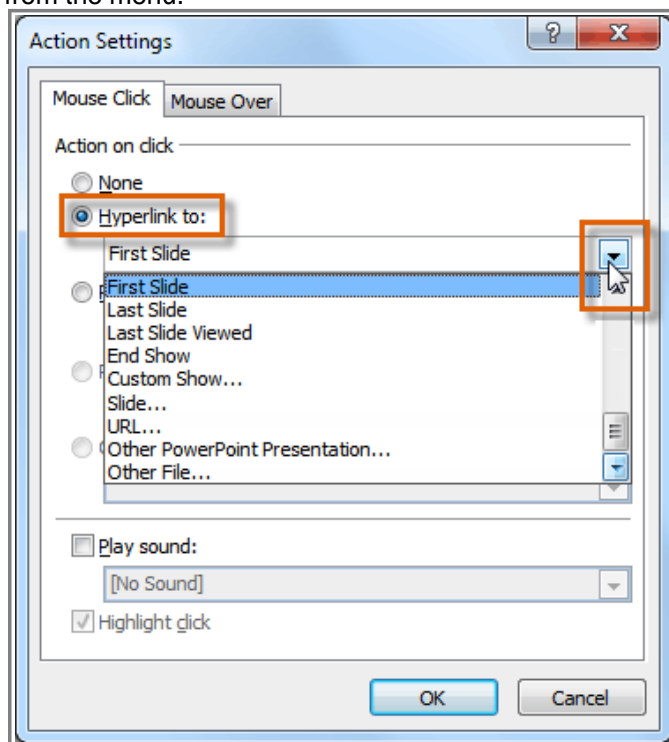 from the menu.
Action Settings
Mouse Click Mouse Over
Action on click
None
Hyperlink to:
First Slide
First Slide
Last Slide
Last Slide Viewed
End Show
Custom Show...
Slide...
URL...
Other PowerPoint Presentation...
Other File...
Play sound:
[No Sound]
Highlight click
OK Cancel